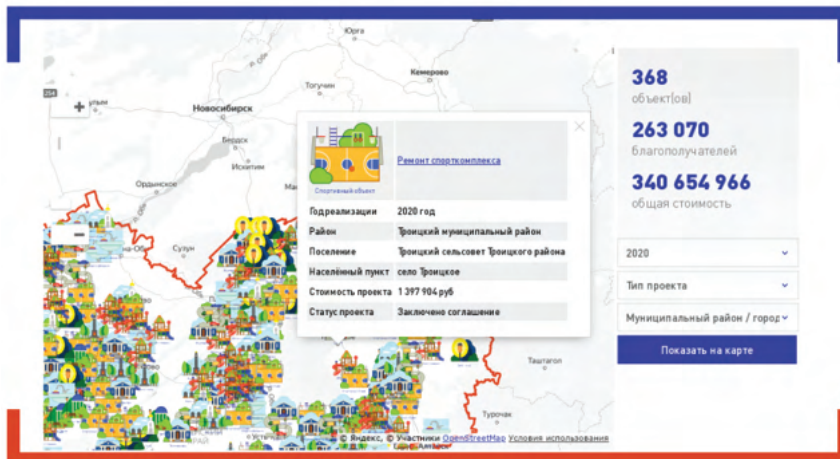 Юрга
Кемерово
Тогучин
Новосибирск
Бердск
Искитим
Ордынское
Сузун
р. Обь
Спортивный объект
Ремонт спорткомплекса
Год реализации 2020 год
Район Троицкий муниципальный район
Поселение Троицкий сельсовет Троицкого района
Населённый пункт село Троицкое
Стоимость проекта 1 397 904 руб
Статус проекта Заключено соглашение
Таштагол
Турочак
© Яндекс, © Участники OpenStreetMap Условия использования
368
объект(ов)
263 070
благополучателей
340 654 966
общая стоимость
2020
Тип проекта
Муниципальный район / город
Показать на карте